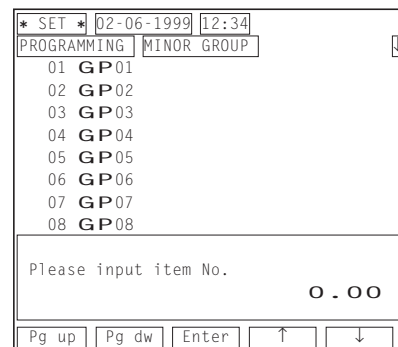 * SET * 02-06-1999 12:34
PROGRAMMING MINOR GROUP ↓
01 GP01
02 GP02
03 GP03
04 GP04
05 GP05
06 GP06
07 GP07
08 GP08
Please input item No.
0.00
Pg up Pg dw Enter ↑ ↓